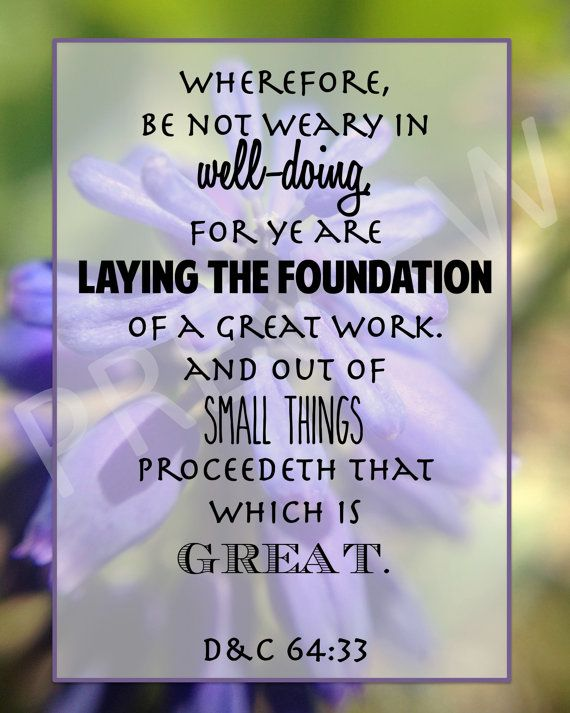 WHEREFORE,
BE NOT WEARY IN
well-doing,
FOR YE ARE
LAYING THE FOUNDATION
OF A GREAT WORK.
AND OUT OF
SMALL THINGS
PROCEEDETH THAT
WHICH IS
GREAT.
D&C 64:33
PREVIEW